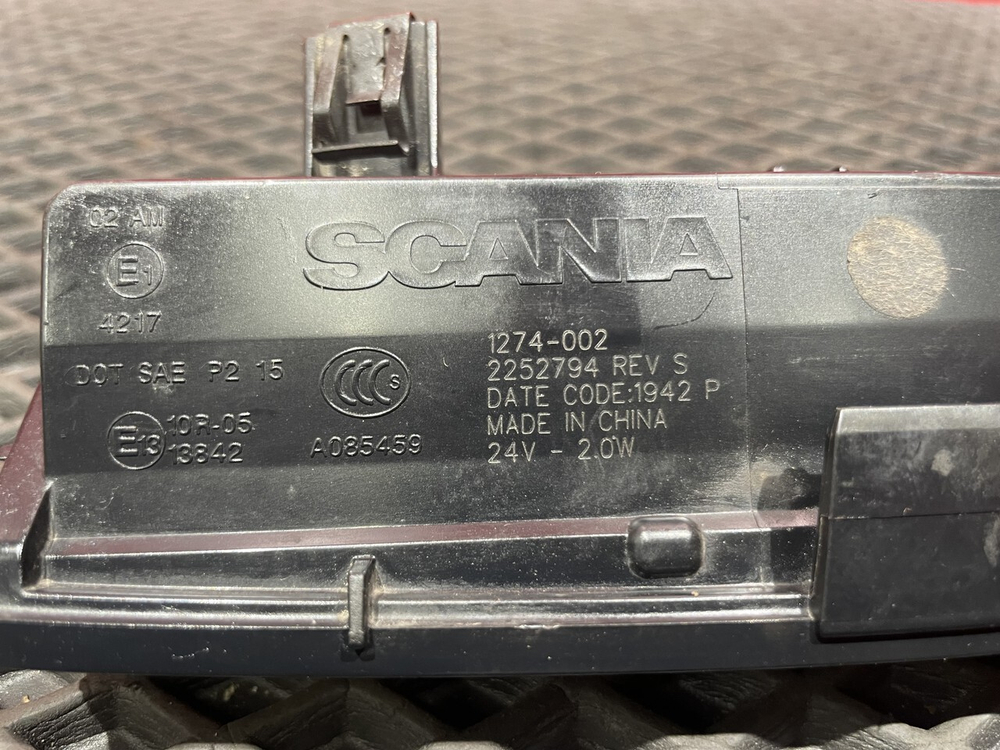 02 AM
E1
4217
SCANIA
DOT SAE P2 15
CCC S
E13
10R-05
13842
A085459
1274-002
2252794 REV S
DATE CODE:1942 P
MADE IN CHINA
24V - 2.0W